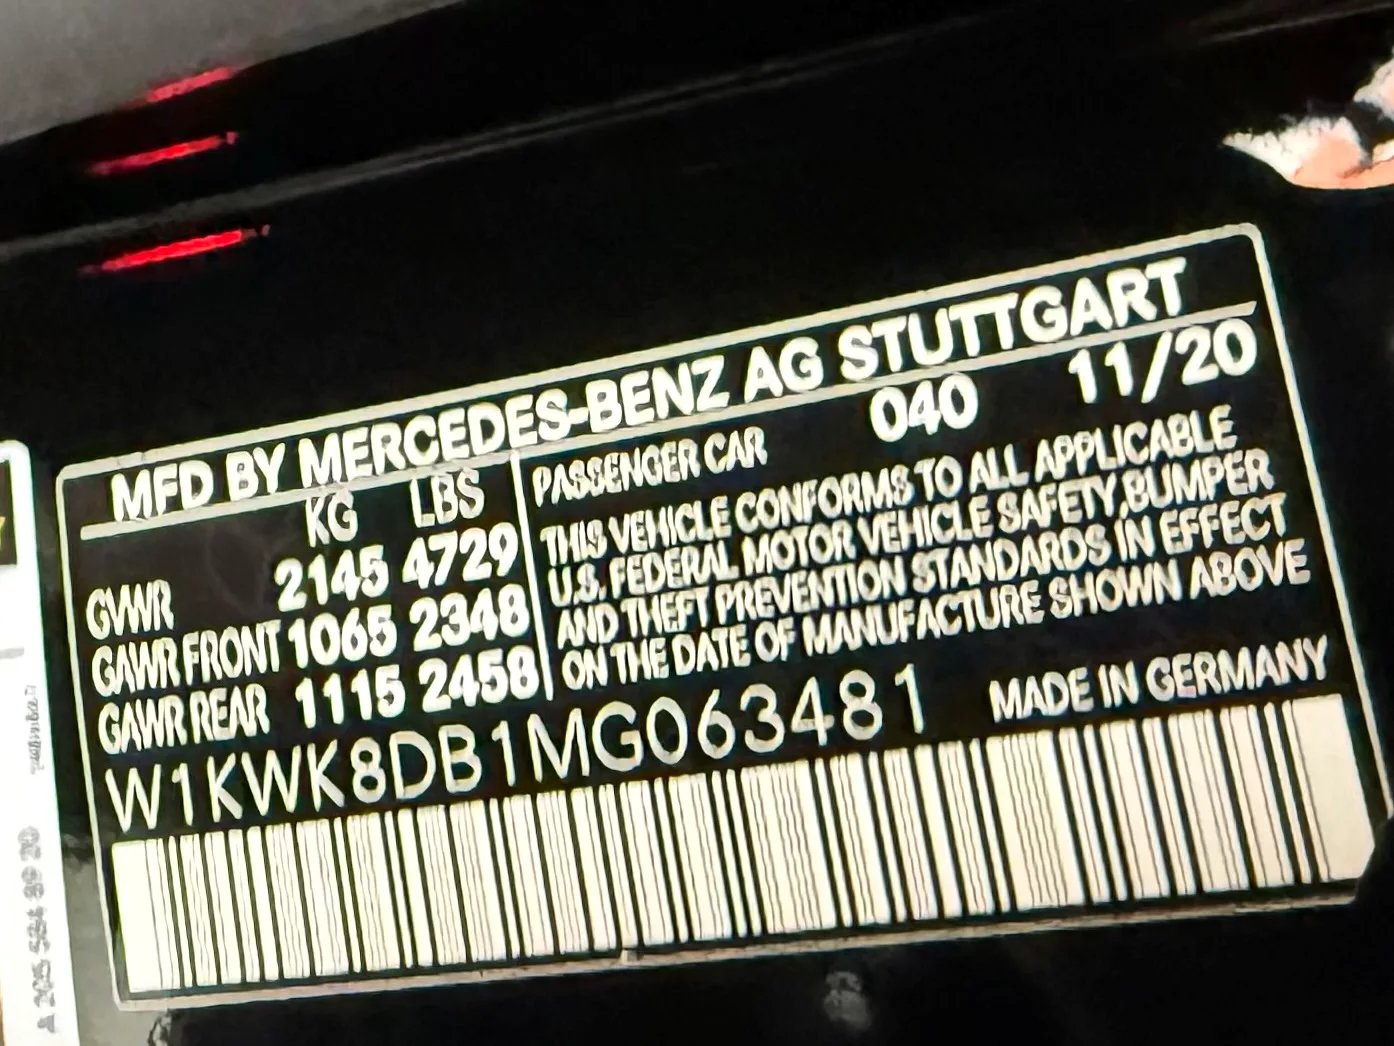 MFD BY MERCEDES-BENZ AG STUTTGART
KG LBS
GVWR 2145 4729
GAWR FRONT 1065 2348
GAWR REAR 1115 2458
PASSENGER CAR 040 11/20
THIS VEHICLE CONFORMS TO ALL APPLICABLE
U.S. FEDERAL MOTOR VEHICLE SAFETY, BUMPER
AND THEFT PREVENTION STANDARDS IN EFFECT
ON THE DATE OF MANUFACTURE SHOWN ABOVE
W1KWK8DB1MG063481 MADE IN GERMANY